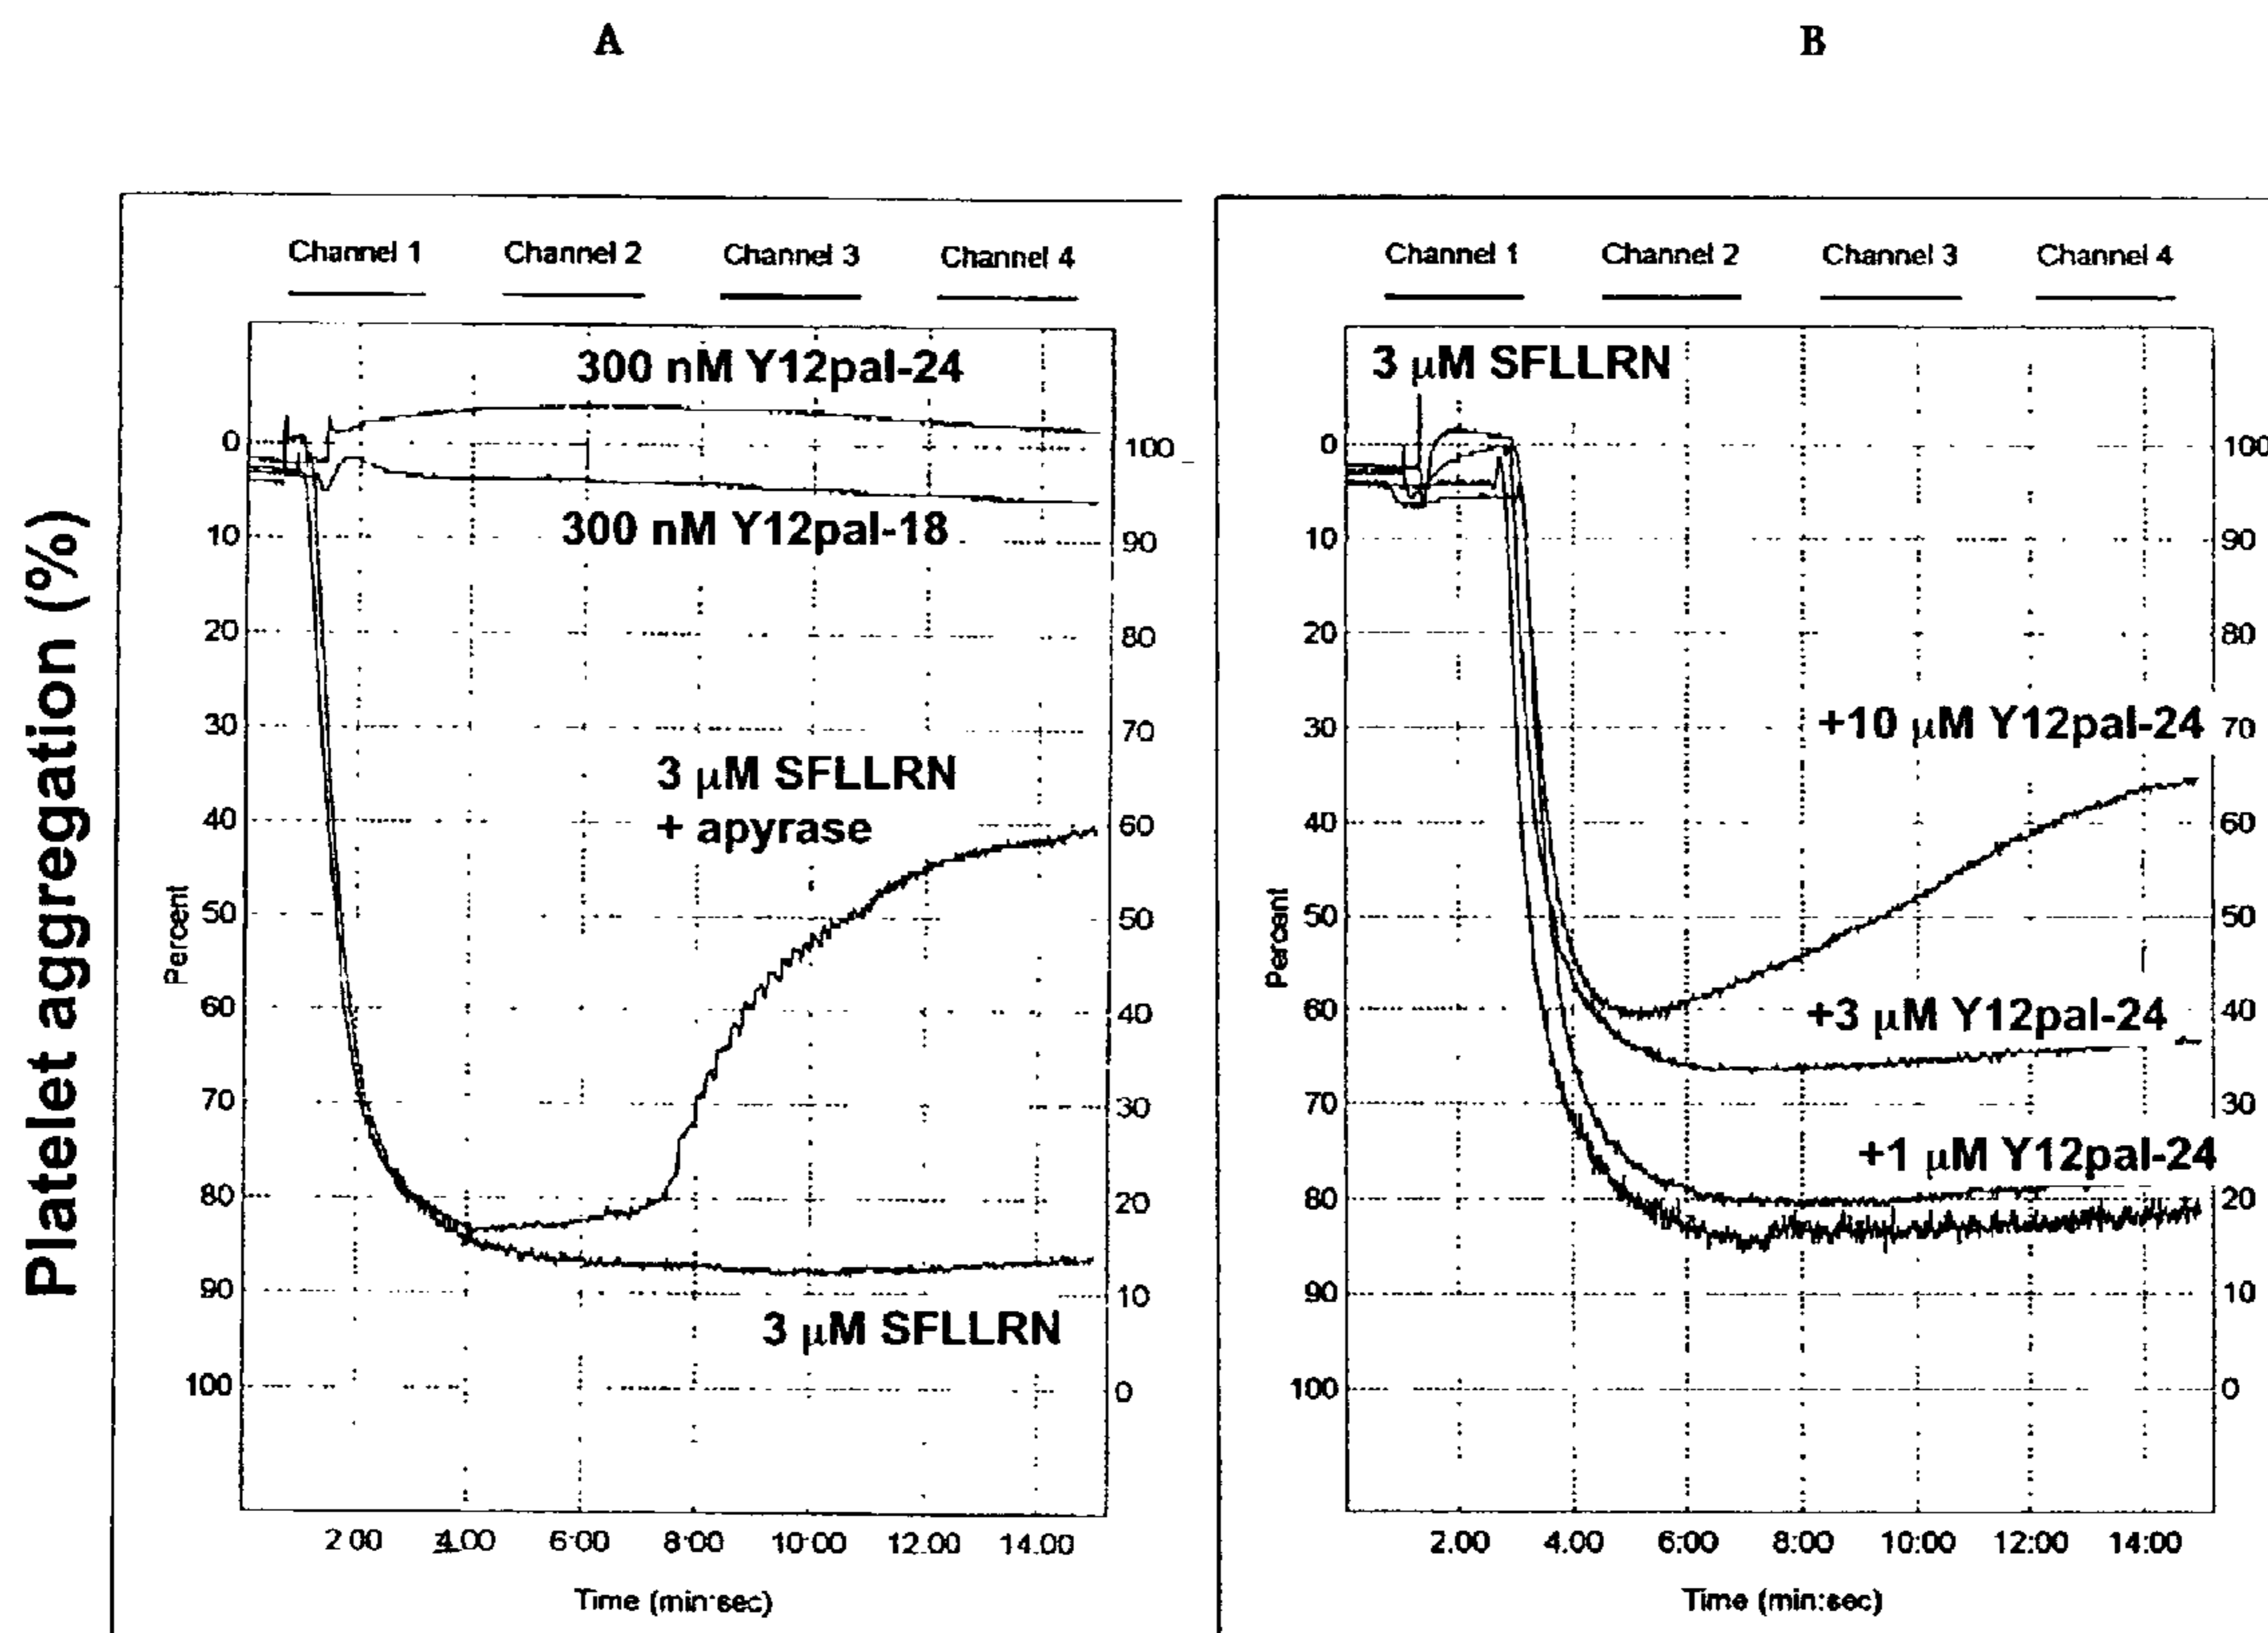 A
B
Platelet aggregation (%)
Channel 1 Channel 2 Channel 3 Channel 4
300 nM Y12pal-24
300 nM Y12pal-18
3 μM SFLLRN
+ apyrase
3 μM SFLLRN
Percent
0
10
20
30
40
50
60
70
80
90
100
100
90
80
70
60
50
40
30
20
10
0
2:00 4:00 6:00 8:00 10:00 12:00 14:00
Time (min:sec)
Channel 1 Channel 2 Channel 3 Channel 4
3 μM SFLLRN
+10 μM Y12pal-24
+3 μM Y12pal-24
+1 μM Y12pal-24
Percent
0
10
20
30
40
50
60
70
80
90
100
100
90
80
70
60
50
40
30
20
10
0
2:00 4:00 6:00 8:00 10:00 12:00 14:00
Time (min:sec)